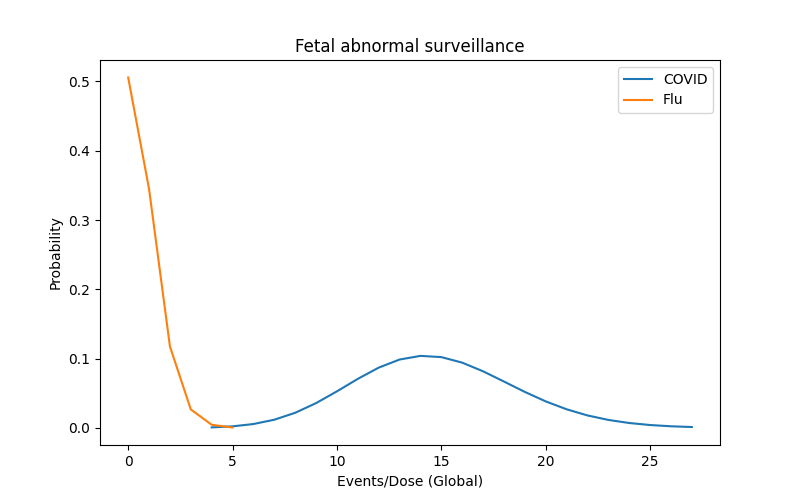 Fetal abnormal surveillance
COVID
Flu
0.5
0.4
0.3
0.2
0.1
0.0
Probability
0 5 10 15 20 25
Events/Dose (Global)